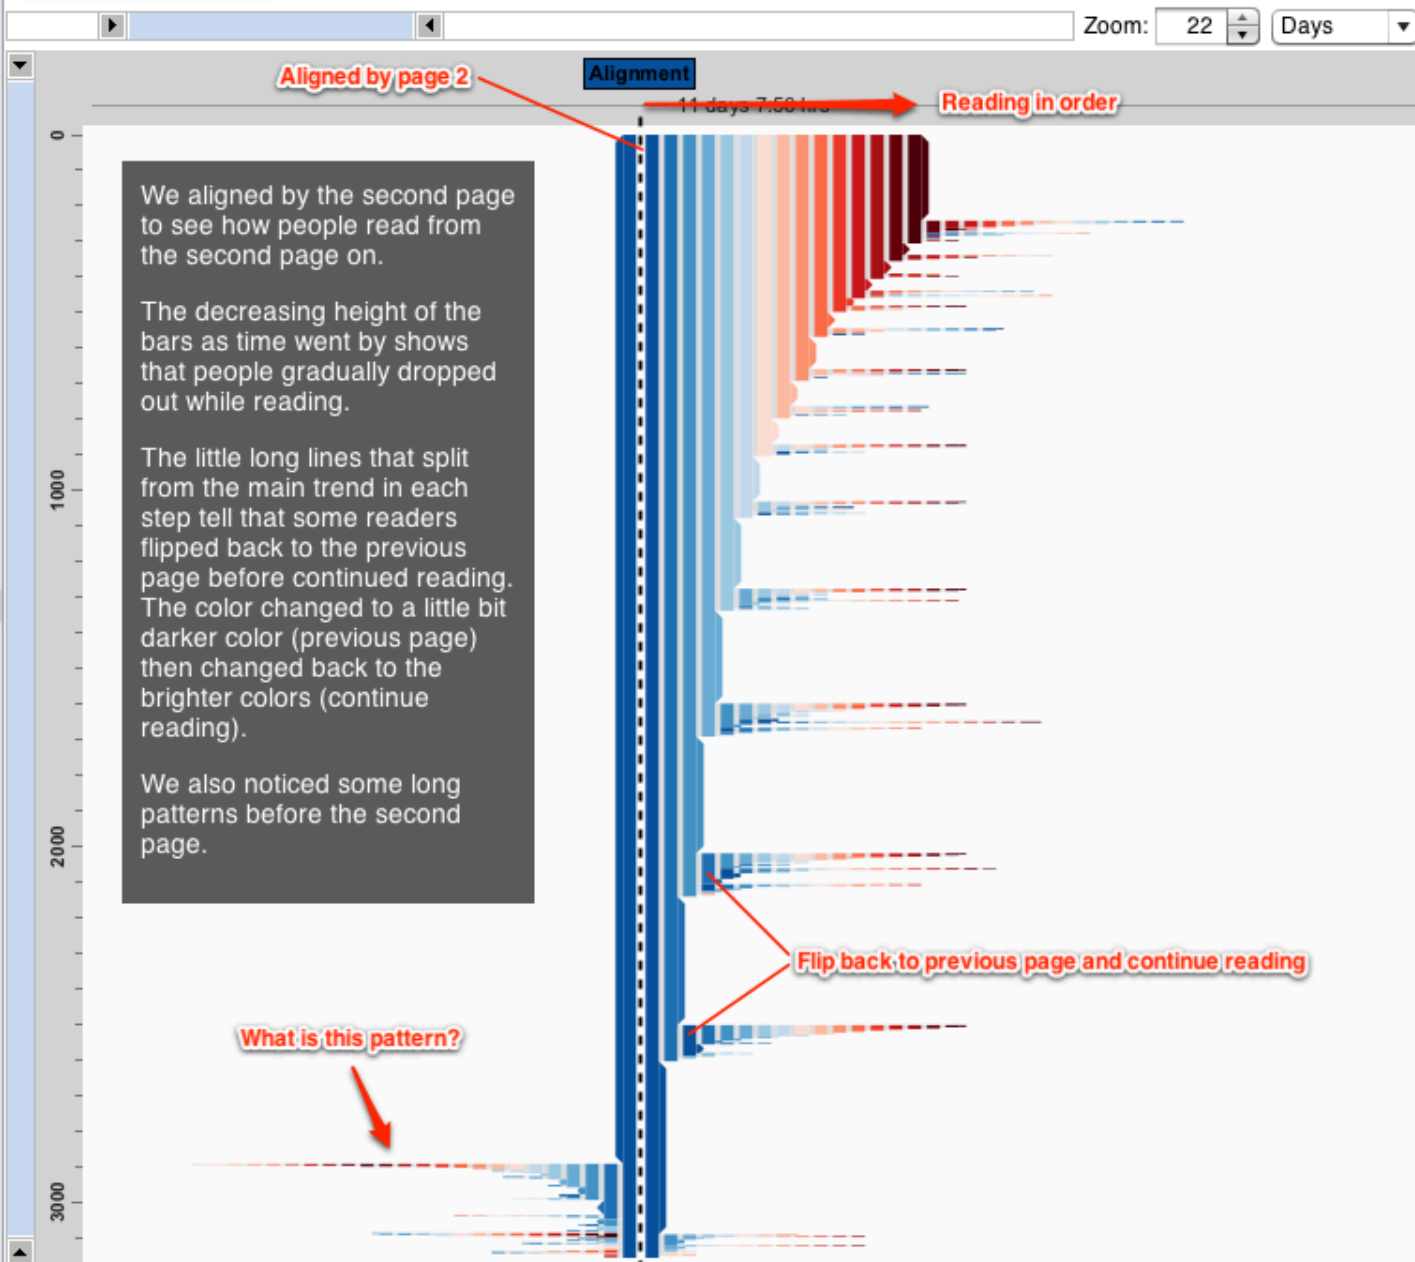 Zoom: 22 Days
Aligned by page 2
Alignment
11 days 7:58 hrs
Reading in order
0
We aligned by the second page
to see how people read from
the second page on.
The decreasing height of the
bars as time went by shows
that people gradually dropped
out while reading.
The little long lines that split
from the main trend in each
step tell that some readers
flipped back to the previous
page before continued reading.
The color changed to a little bit
darker color (previous page)
then changed back to the
brighter colors (continue
reading).
We also noticed some long
patterns before the second
page.
1000
2000
Flip back to previous page and continue reading
What is this pattern?
3000